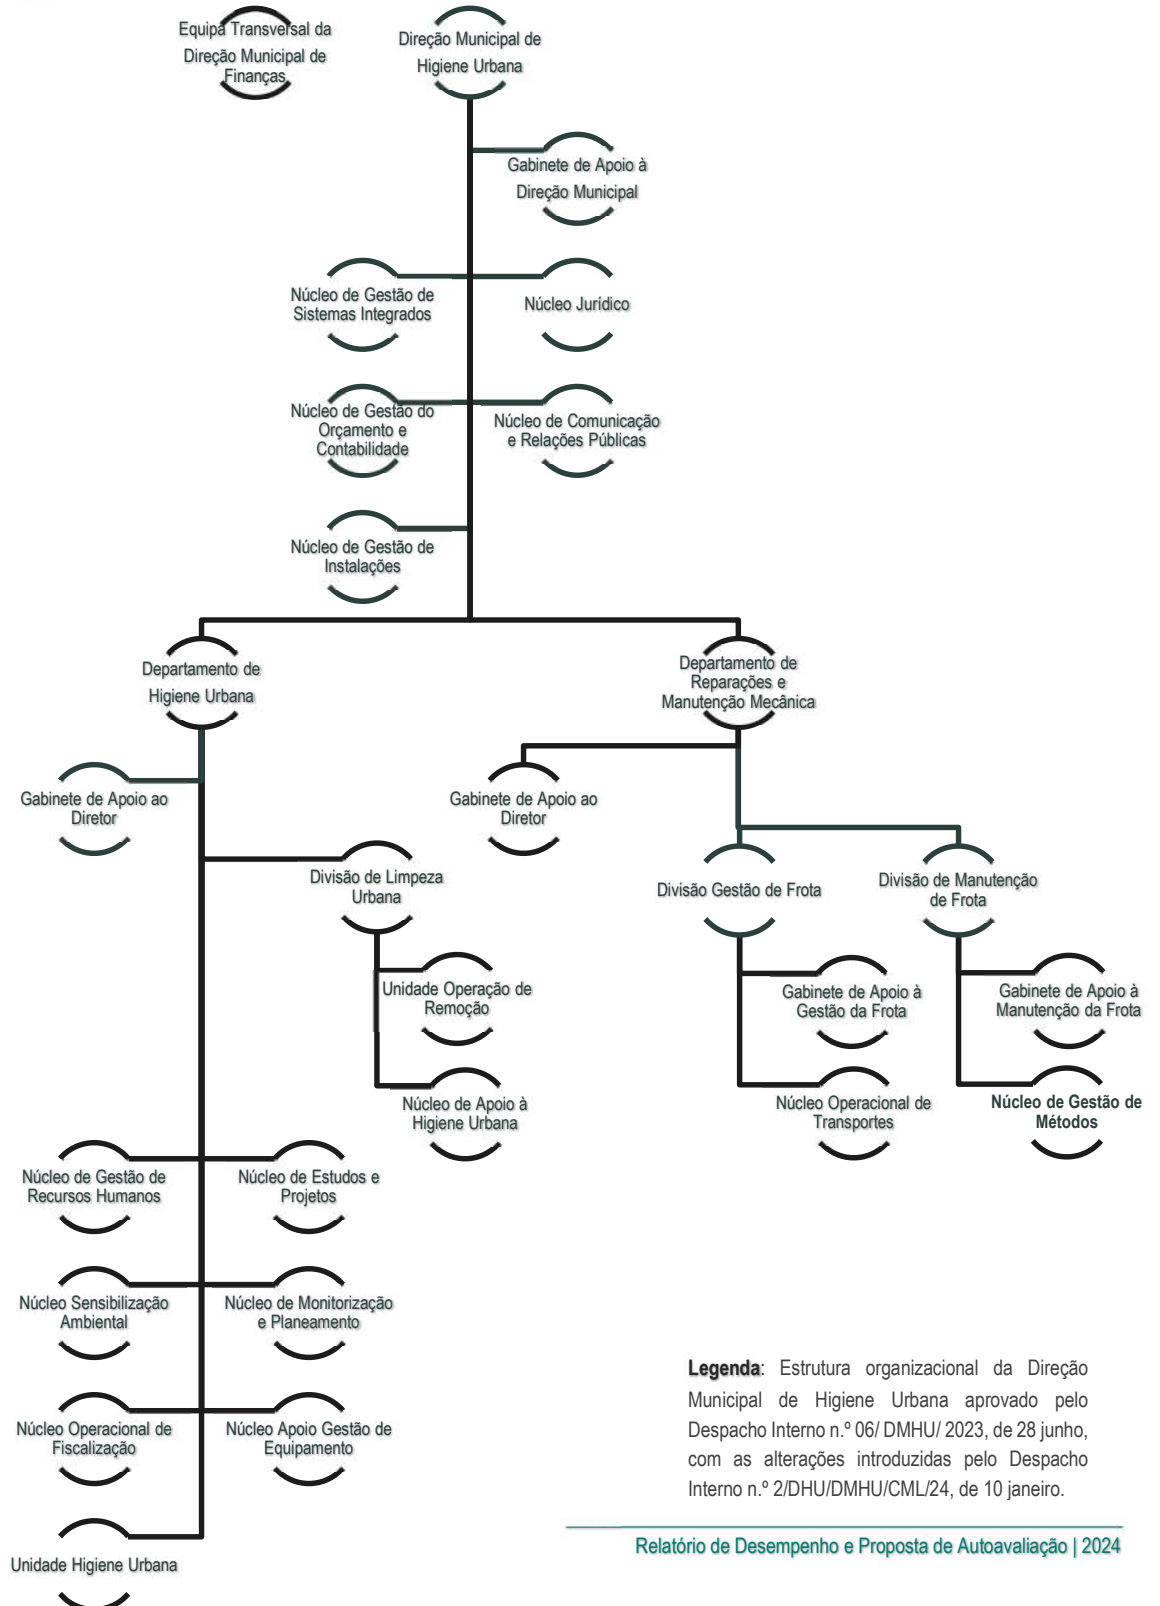 Equipa Transversal da
Direção Municipal de
Finanças
Direção Municipal de
Higiene Urbana
Gabinete de Apoio à
Direção Municipal
Núcleo de Gestão de
Sistemas Integrados
Núcleo Jurídico
Núcleo de Gestão do
Orçamento e
Contabilidade
Núcleo de Comunicação
e Relações Públicas
Núcleo de Gestão de
Instalações
Departamento de
Higiene Urbana
Departamento de
Reparações e
Manutenção Mecânica
Gabinete de Apoio ao
Diretor
Gabinete de Apoio ao
Diretor
Divisão de Limpeza
Urbana
Divisão Gestão de Frota
Divisão de Manutenção
de Frota
Unidade Operação de
Remoção
Gabinete de Apoio à
Gestão da Frota
Gabinete de Apoio à
Manutenção da Frota
Núcleo de Apoio à
Higiene Urbana
Núcleo Operacional de
Transportes
Núcleo de Gestão de
Métodos
Núcleo de Gestão de
Recursos Humanos
Núcleo de Estudos e
Projetos
Núcleo Sensibilização
Ambiental
Núcleo de Monitorização
e Planeamento
Núcleo Operacional de
Fiscalização
Núcleo Apoio Gestão de
Equipamento
Unidade Higiene Urbana
Legenda: Estrutura organizacional da Direção
Municipal de Higiene Urbana aprovado pelo
Despacho Interno n.º 06/ DMHU/ 2023, de 28 junho,
com as alterações introduzidas pelo Despacho
Interno n.º 2/DHU/DMHU/CML/24, de 10 janeiro.
Relatório de Desempenho e Proposta de Autoavaliação | 2024